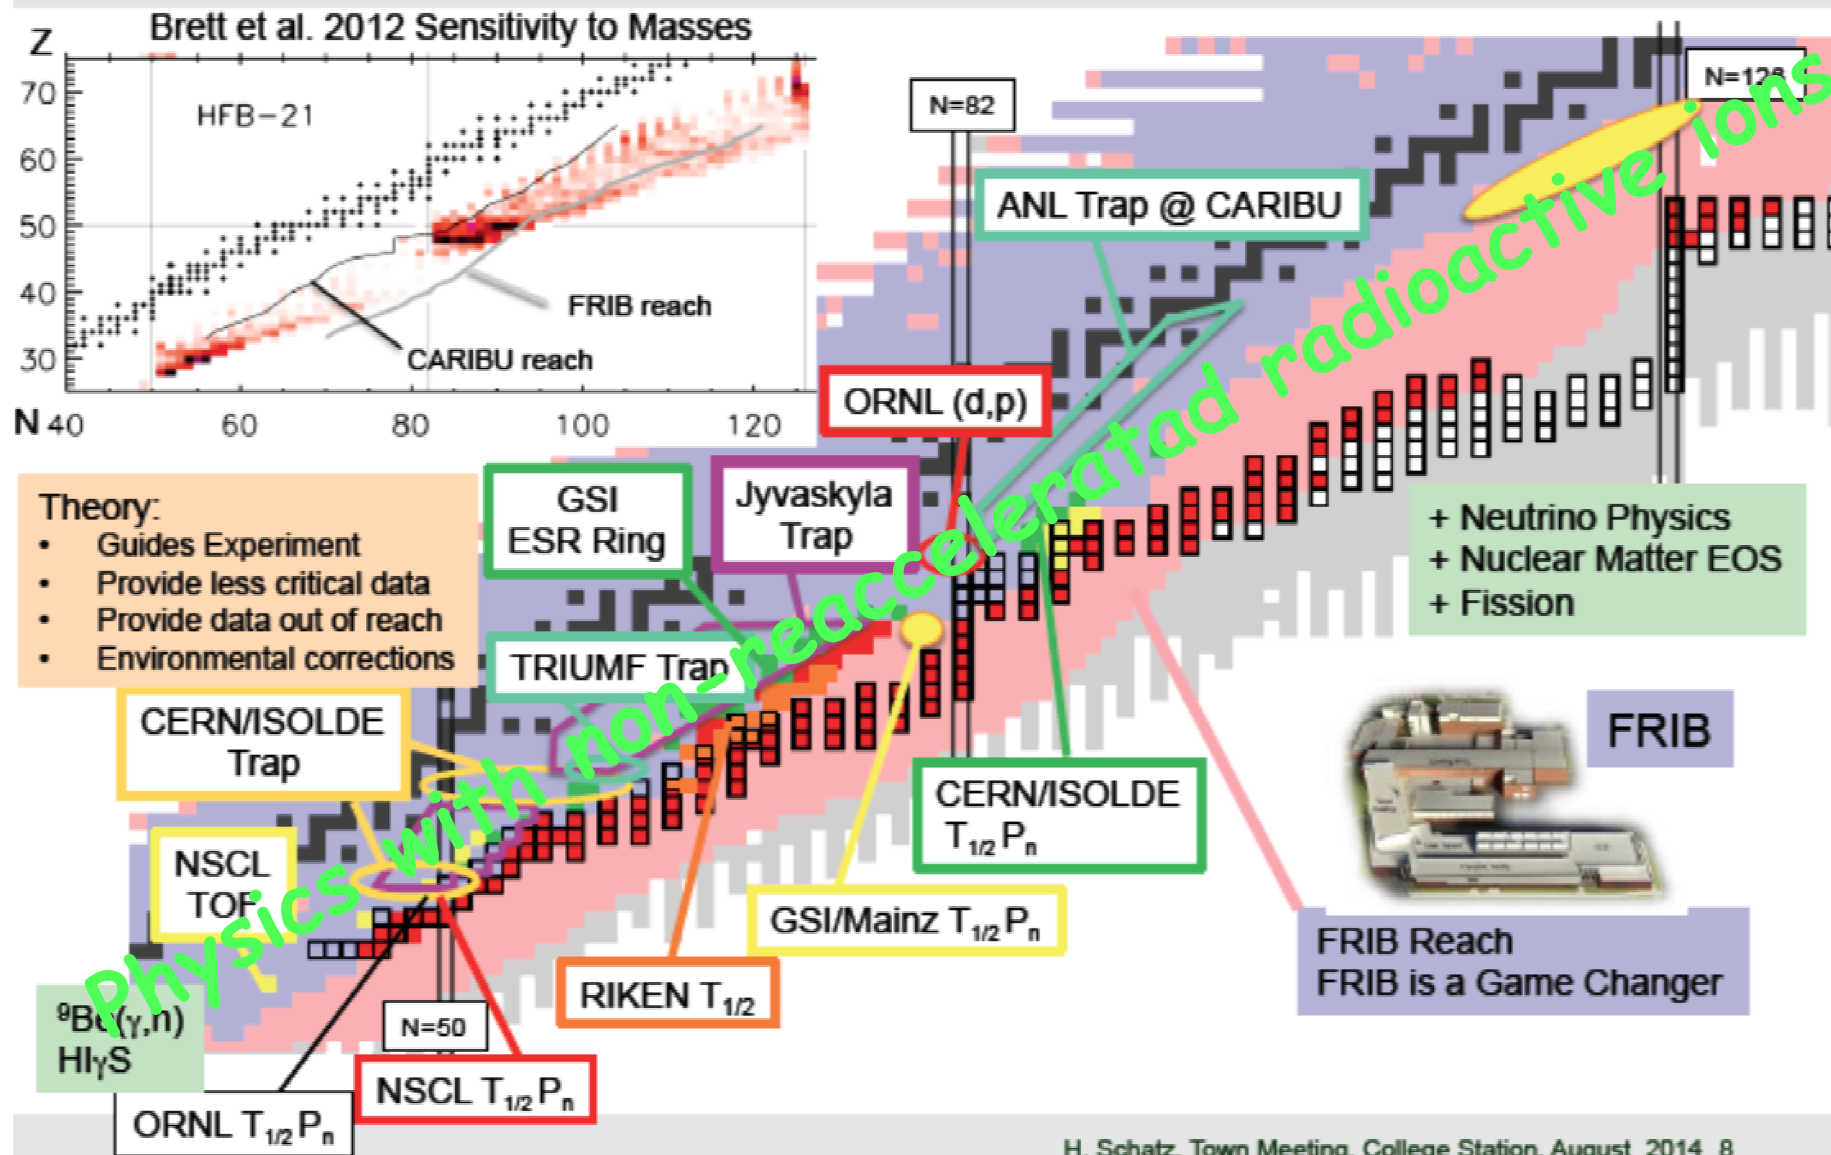 Brett et al. 2012 Sensitivity to Masses
Z
70
60
50
40
30
HFB-21
FRIB reach
CARIBU reach
N 40 60 80 100 120
N=82
N=126
ANL Trap @ CARIBU
ORNL (d,p)
Theory:
• Guides Experiment
• Provide less critical data
• Provide data out of reach
• Environmental corrections
GSI
ESR Ring
Jyvaskyla
Trap
+ Neutrino Physics
+ Nuclear Matter EOS
+ Fission
TRIUMF Trap
CERN/ISOLDE
Trap
FRIB
CERN/ISOLDE
T1/2 Pn
NSCL
TOF
GSI/Mainz T1/2 Pn
RIKEN T1/2
FRIB Reach
FRIB is a Game Changer
Physics with non-reacceleratad radioactive ions
9Be(γ,n)
HIγS
N=50
NSCL T1/2 Pn
ORNL T1/2 Pn
H. Schatz, Town Meeting, College Station, August, 2014 8